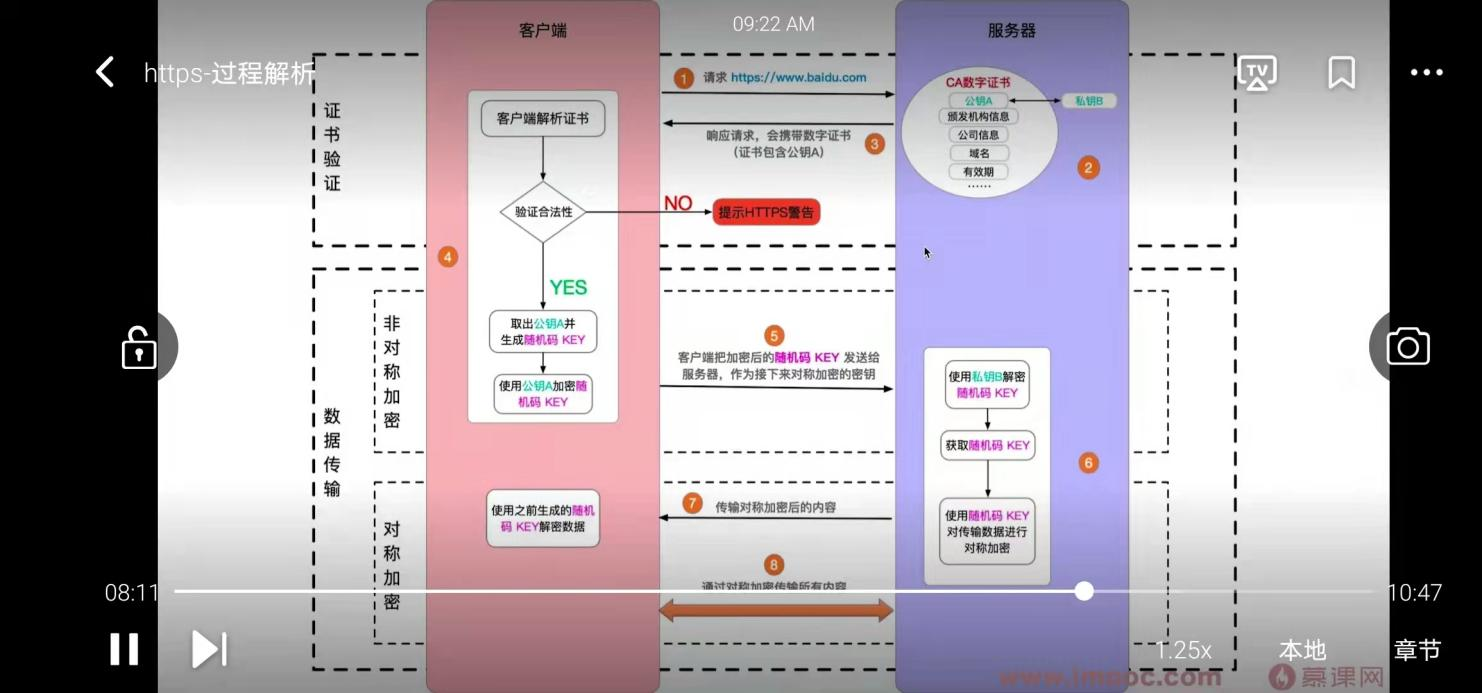 09:22 AM
https-过程解析
客户端
服务器
证书验证
1
请求 https://www.baidu.com
CA数字证书
公钥A
私钥B
颁发机构信息
公司信息
域名
有效期
......
2
响应请求，会携带数字证书
（证书包含公钥A）
3
客户端解析证书
验证合法性
NO
提示HTTPS警告
4
YES
数据传输
非对称加密
取出公钥A并
生成随机码 KEY
使用公钥A加密随
机码 KEY
5
客户端把加密后的随机码 KEY 发送给
服务器，作为接下来对称加密的密钥
使用私钥B解密
随机码 KEY
获取随机码 KEY
6
使用随机码 KEY
对传输数据进行
对称加密
对称加密
7
传输对称加密后的内容
使用之前生成的随机
码 KEY解密数据
8
通过对称加密传输所有内容
TV
08:11
10:47
1.25x
本地
章节
www.imooc.com
慕课网